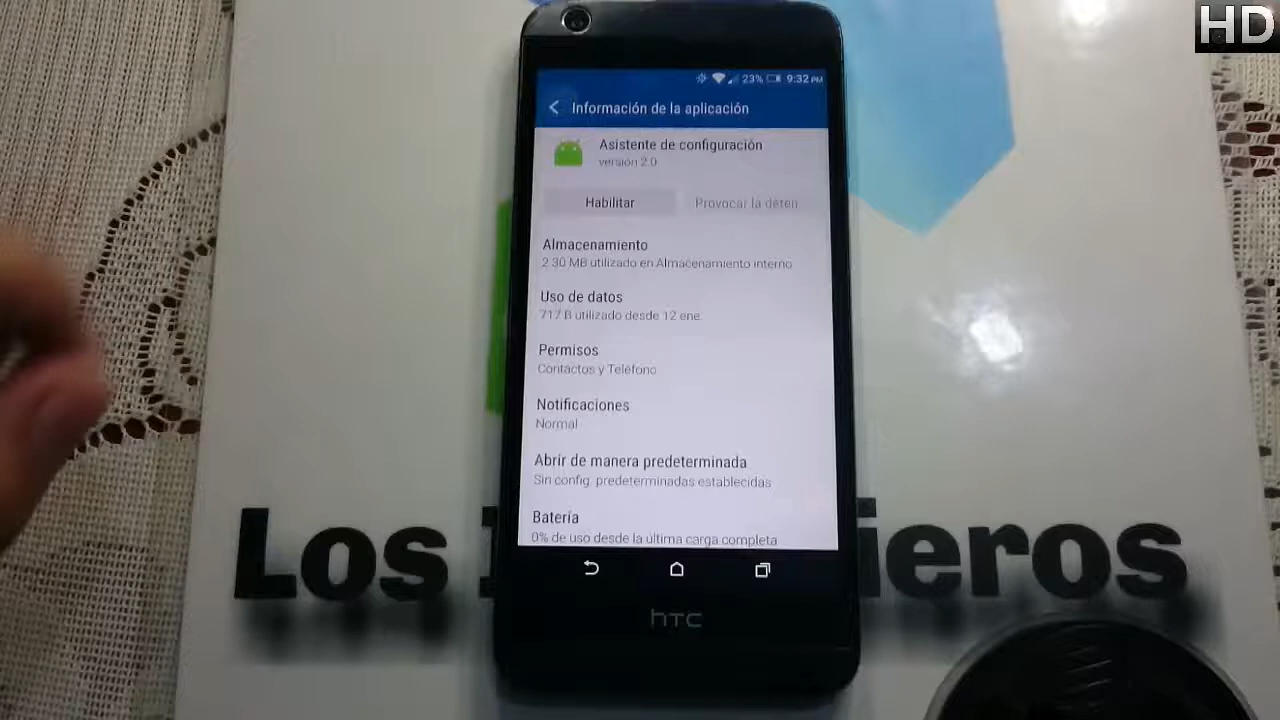 HD
23% 9:32 PM
Información de la aplicación
Asistente de configuración
versión 2.0
Habilitar Provocar la deten
Almacenamiento
2.30 MB utilizado en Almacenamiento interno
Uso de datos
717 B utilizado desde 12 ene.
Permisos
Contactos y Teléfono
Notificaciones
Normal
Abrir de manera predeterminada
Sin config. predeterminadas establecidas
Batería
0% de uso desde la última carga completa
Los ieros
hTC